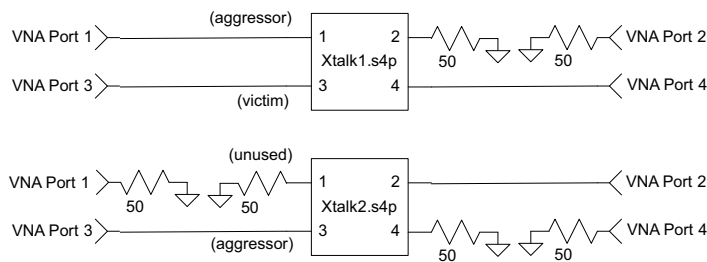 (aggressor)
VNA Port 1
1
2
50
50
VNA Port 2
Xtalk1.s4p
VNA Port 3
3
4
VNA Port 4
(victim)
(unused)
VNA Port 1
50
50
1
2
VNA Port 2
Xtalk2.s4p
VNA Port 3
3
4
VNA Port 4
(aggressor)
50
50